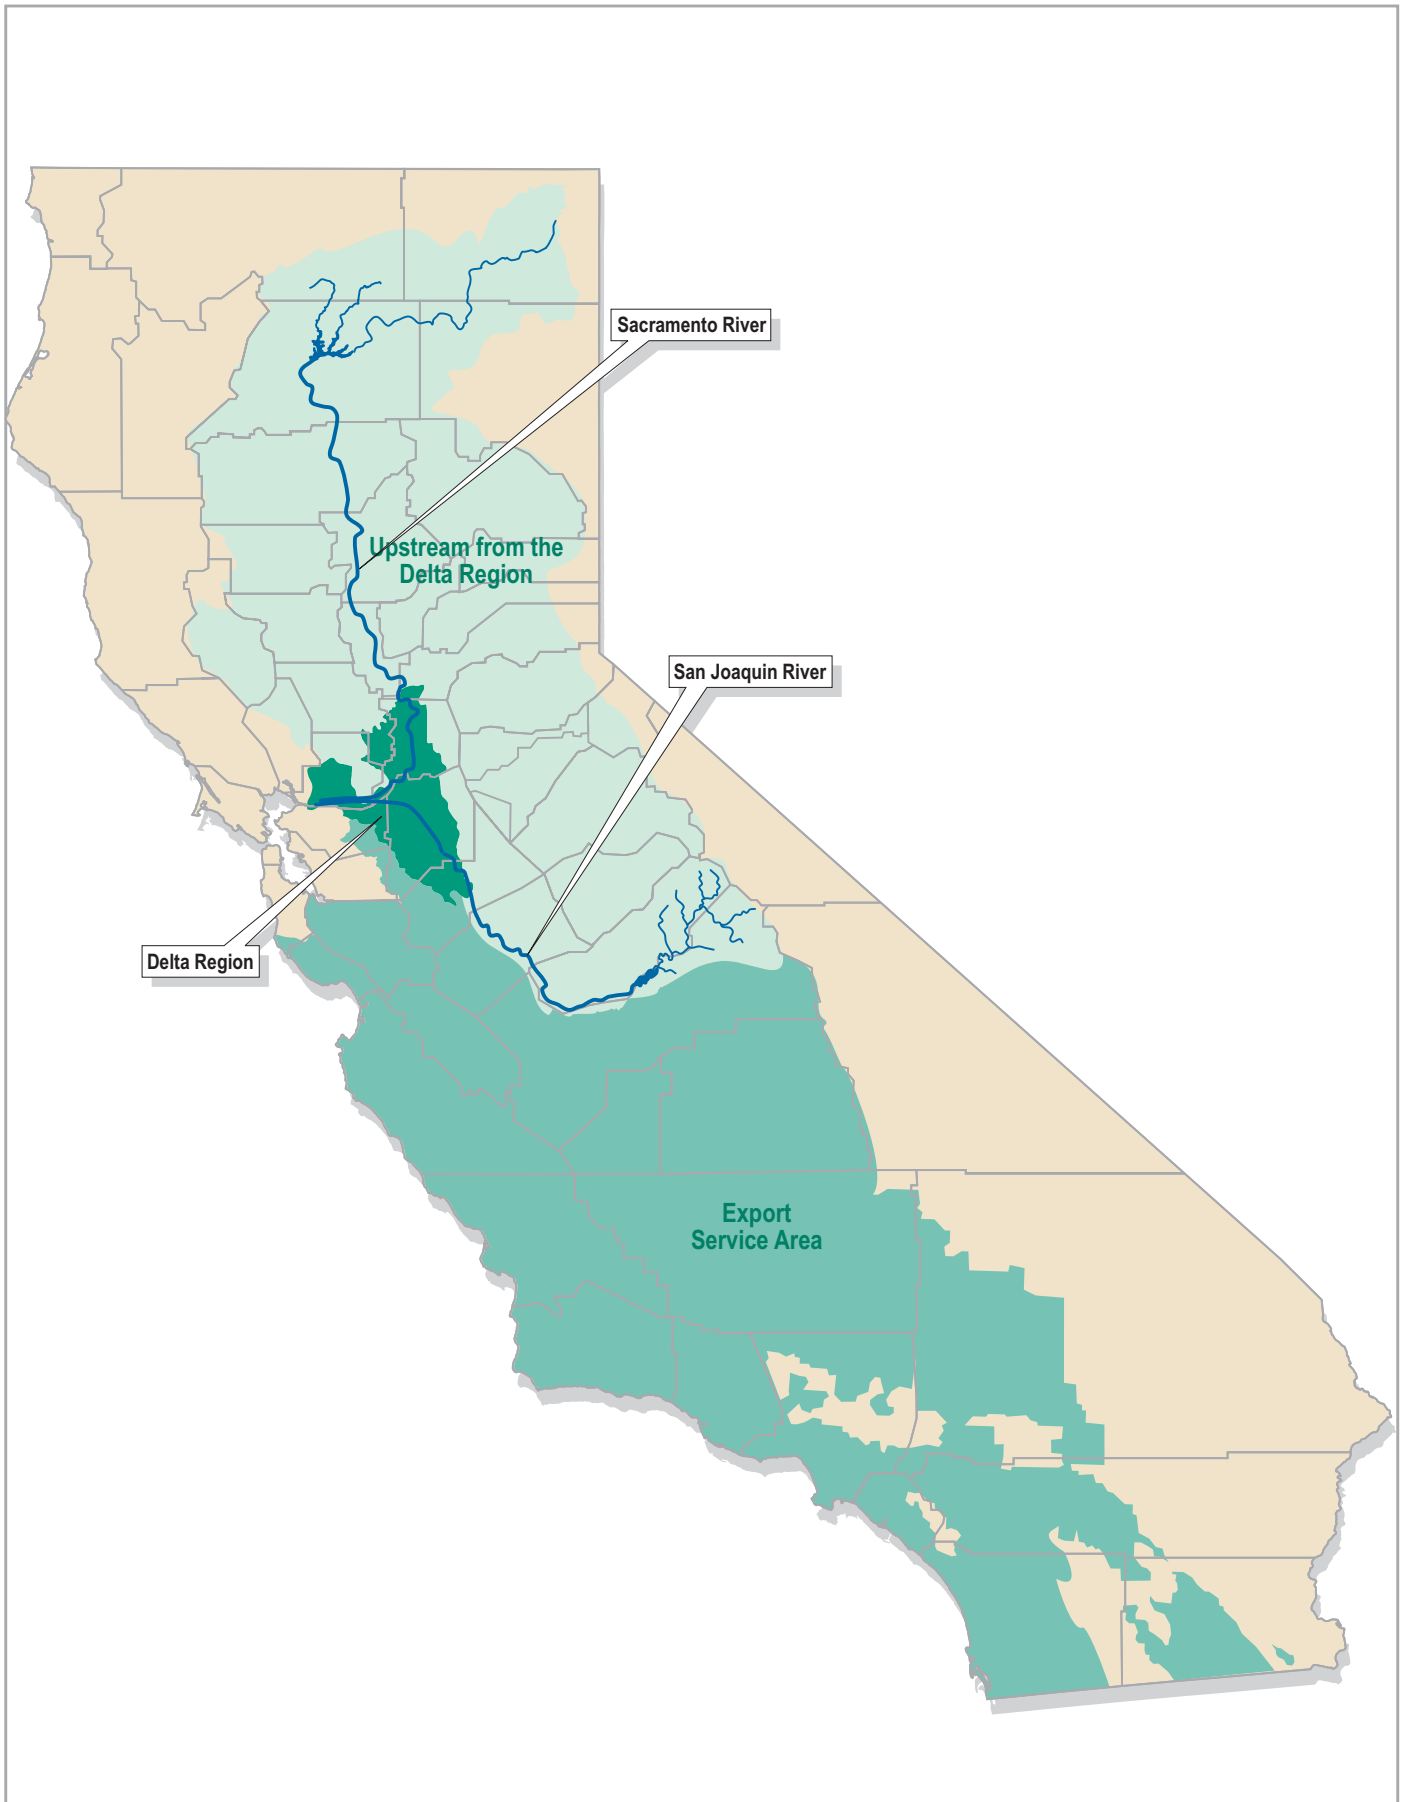 Sacramento River
Upstream from the
Delta Region
San Joaquin River
Delta Region
Export
Service Area